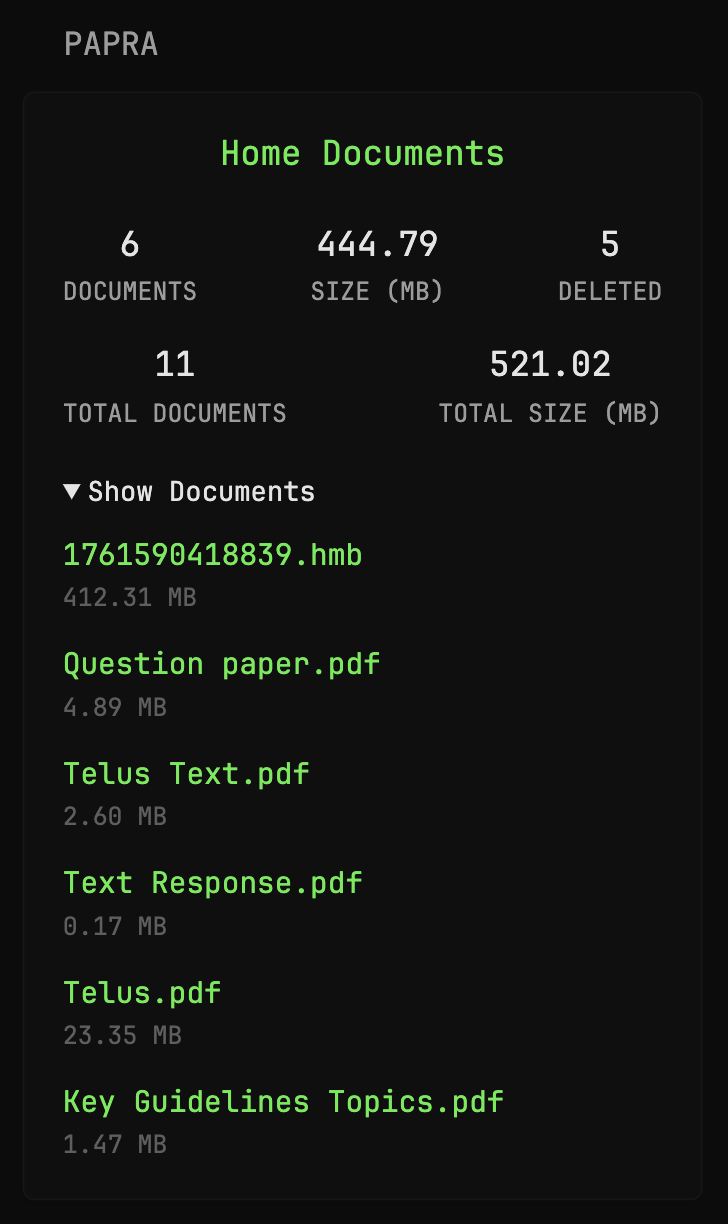 PAPRA
Home Documents
6 444.79 5
DOCUMENTS SIZE (MB) DELETED
11 521.02
TOTAL DOCUMENTS TOTAL SIZE (MB)
Show Documents
1761590418839.hmb
412.31 MB
Question paper.pdf
4.89 MB
Telus Text.pdf
2.60 MB
Text Response.pdf
0.17 MB
Telus.pdf
23.35 MB
Key Guidelines Topics.pdf
1.47 MB